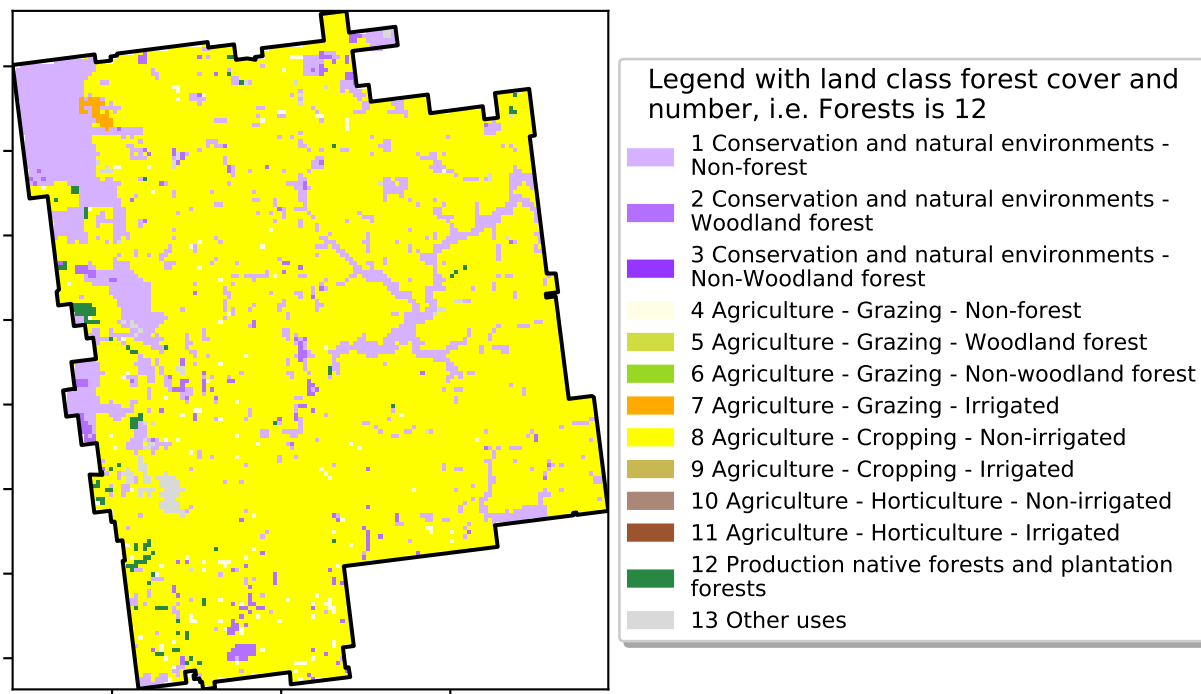 Legend with land class forest cover and
number, i.e. Forests is 12
1 Conservation and natural environments -
Non-forest
2 Conservation and natural environments -
Woodland forest
3 Conservation and natural environments -
Non-Woodland forest
4 Agriculture - Grazing - Non-forest
5 Agriculture - Grazing - Woodland forest
6 Agriculture - Grazing - Non-woodland forest
7 Agriculture - Grazing - Irrigated
8 Agriculture - Cropping - Non-irrigated
9 Agriculture - Cropping - Irrigated
10 Agriculture - Horticulture - Non-irrigated
11 Agriculture - Horticulture - Irrigated
12 Production native forests and plantation
forests
13 Other uses